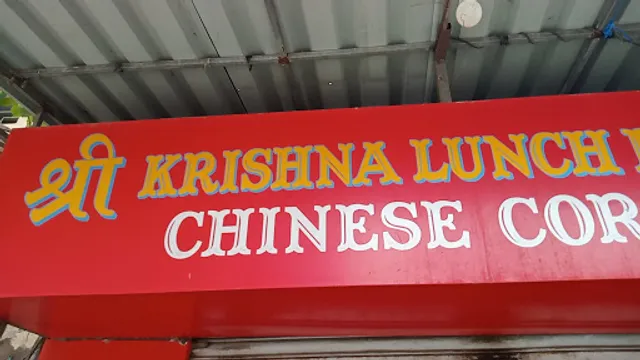 श्री KRISHNA LUNCH
CHINESE